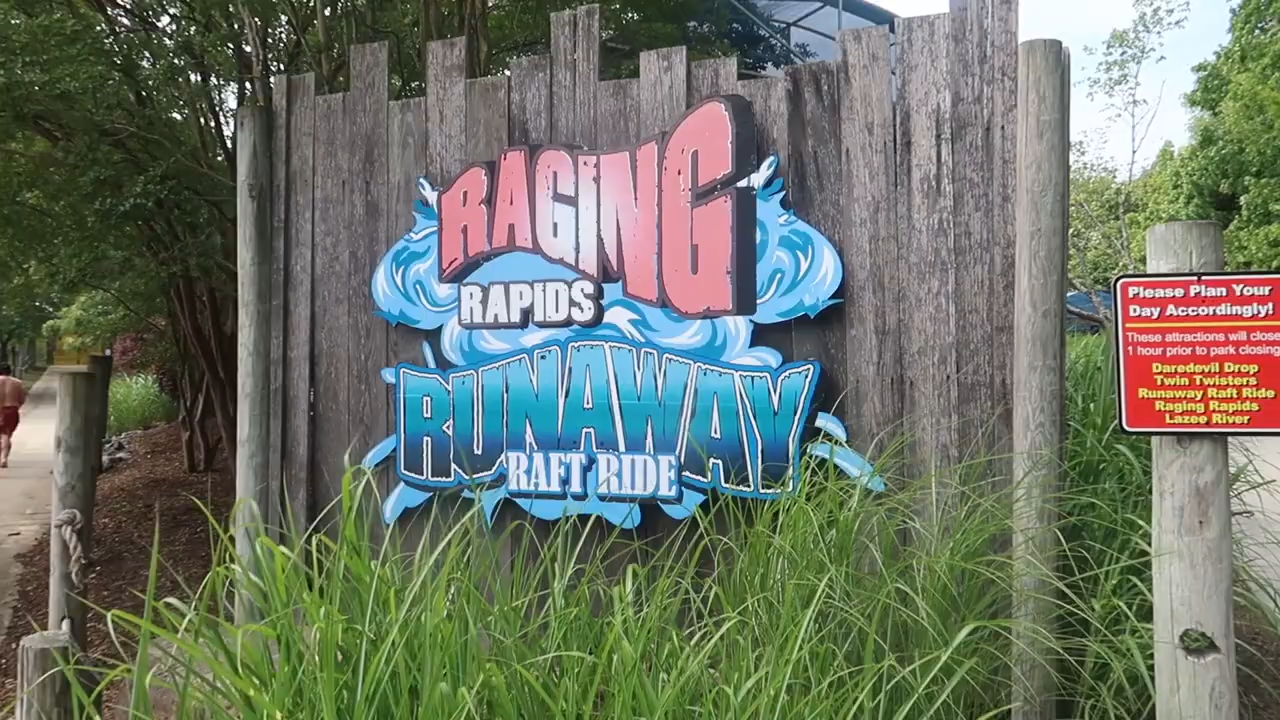 RAGING
RAPIDS
RUNAWAY
RAFT RIDE
Please Plan Your
Day Accordingly!
These attractions will close
1 hour prior to park closing
Daredevil Drop
Twin Twisters
Runaway Raft Ride
Raging Rapids
Lazee River